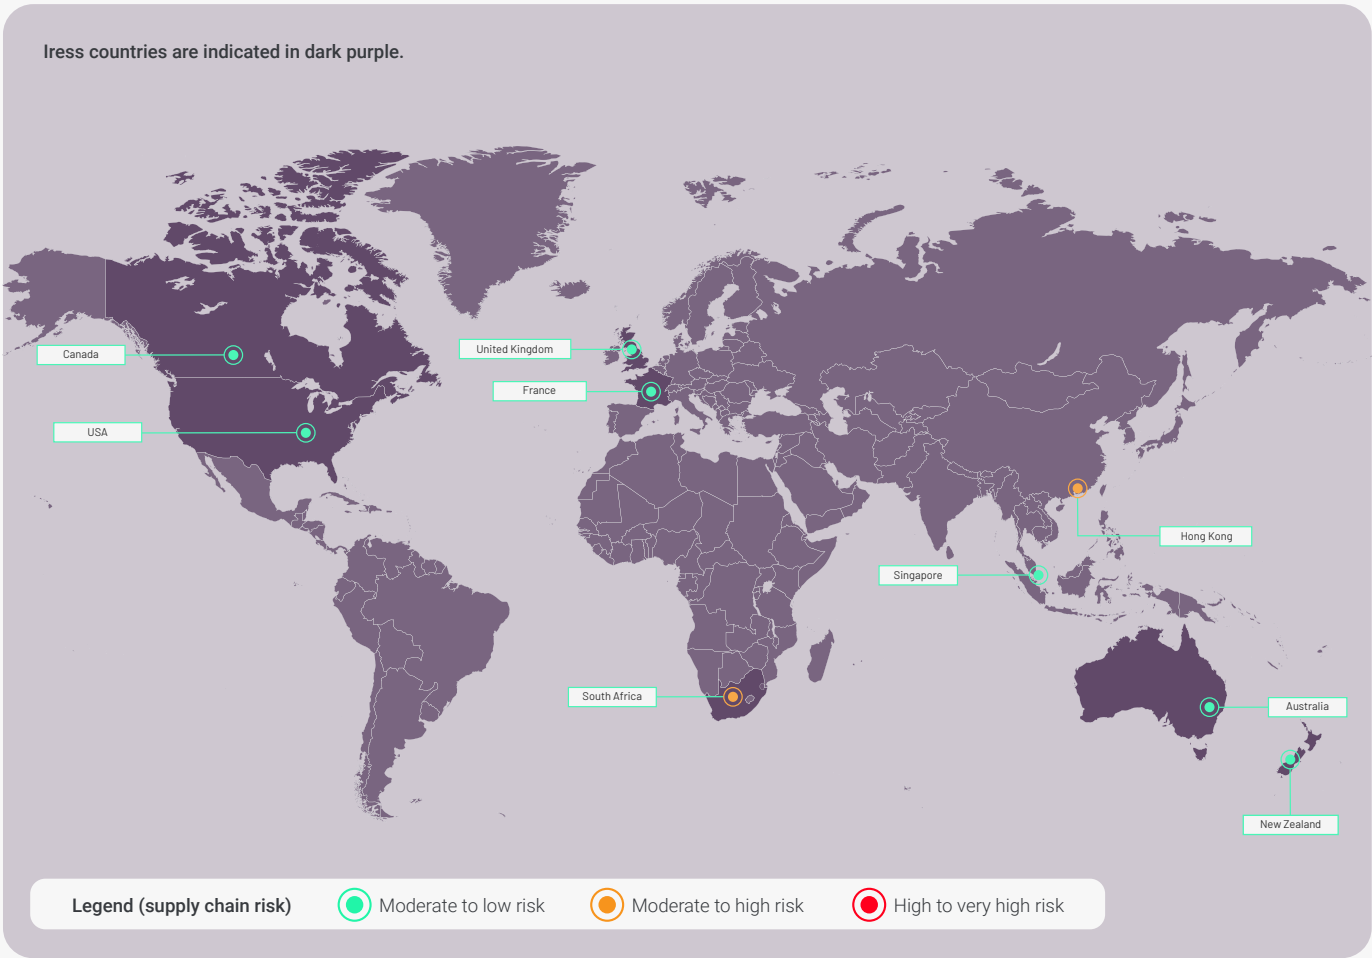 Iress countries are indicated in dark purple.
Canada
United Kingdom
France
USA
Hong Kong
Singapore
South Africa
Australia
New Zealand
Legend (supply chain risk) Moderate to low risk Moderate to high risk High to very high risk